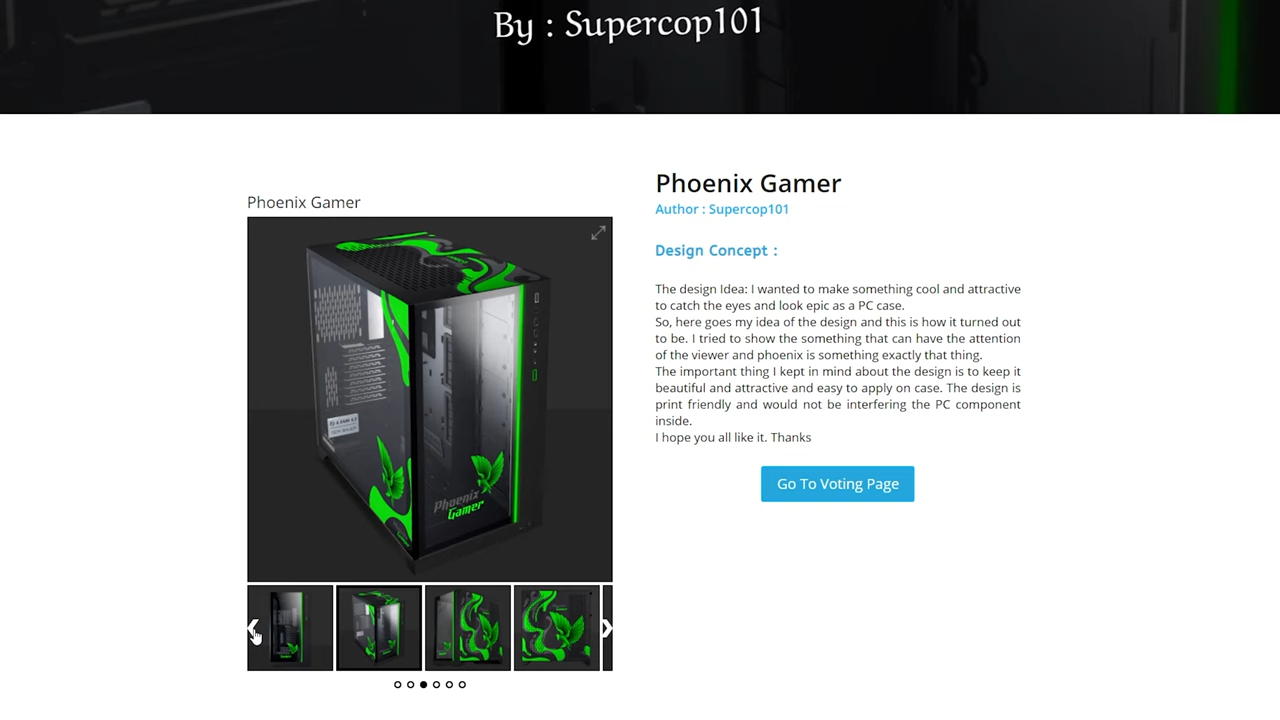 By : Supercop101
Phoenix Gamer
Phoenix
Gamer
Phoenix Gamer
Author : Supercop101
Design Concept :
The design Idea: I wanted to make something cool and attractive
to catch the eyes and look epic as a PC case.
So, here goes my idea of the design and this is how it turned out
to be. I tried to show the something that can have the attention
of the viewer and phoenix is something exactly that thing.
The important thing I kept in mind about the design is to keep it
beautiful and attractive and easy to apply on case. The design is
print friendly and would not be interfering the PC component
inside.
I hope you all like it. Thanks
Go To Voting Page